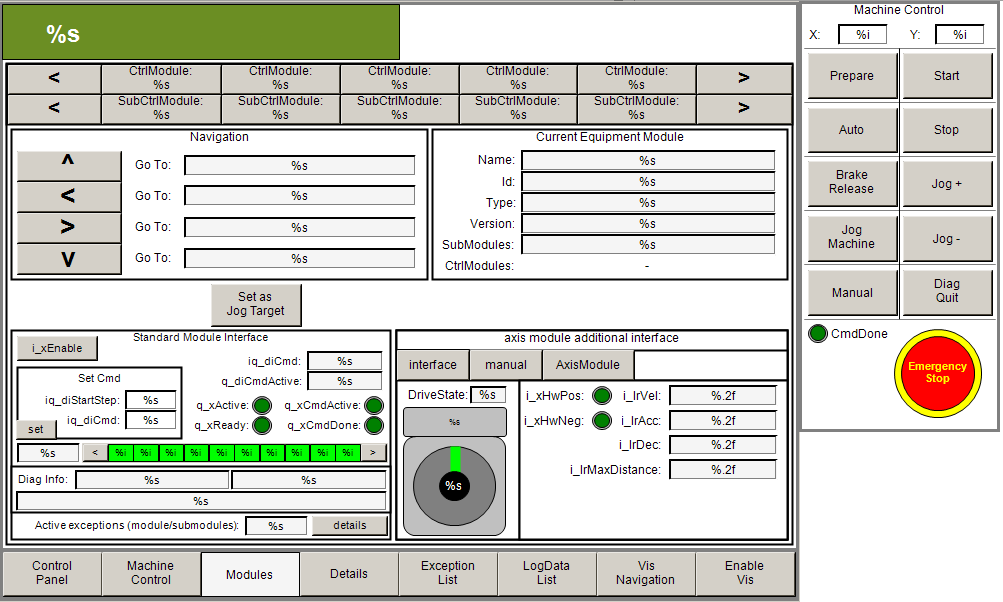 %s
< CtrlModule: CtrlModule: CtrlModule: CtrlModule: CtrlModule: >
%s %s %s %s %s
< SubCtrlModule: SubCtrlModule: SubCtrlModule: SubCtrlModule: SubCtrlModule: >
%s %s %s %s %s
Navigation
^ Go To: %s
< Go To: %s
> Go To: %s
V Go To: %s
Current Equipment Module
Name: %s
Id: %s
Type: %s
Version: %s
SubModules: %s
CtrlModules: -
Set as
Jog Target
Standard Module Interface
i_xEnable
iq_diCmd: %s
q_diCmdActive: %s
Set Cmd
iq_diStartStep: %s
iq_diCmd: %s
set
q_xActive: q_xCmdActive:
q_xReady: q_xCmdDone:
%s < %i %i %i %i %i %i %i %i %i %i >
Diag Info: %s %s
%s
Active exceptions (module/submodules): %s details
axis module additional interface
interface manual AxisModule
DriveState: %s
%s
%s
i_xHwPos: i_lrVel: %.2f
i_xHwNeg: i_lrAcc: %.2f
i_lrDec: %.2f
i_lrMaxDistance: %.2f
Control
Panel
Machine
Control
Modules
Details
Exception
List
LogData
List
Vis
Navigation
Enable
Vis
Machine Control
X: %i Y: %i
Prepare Start
Auto Stop
Brake
Release
Jog +
Jog
Machine
Jog -
Manual
Diag
Quit
CmdDone
Emergency
Stop